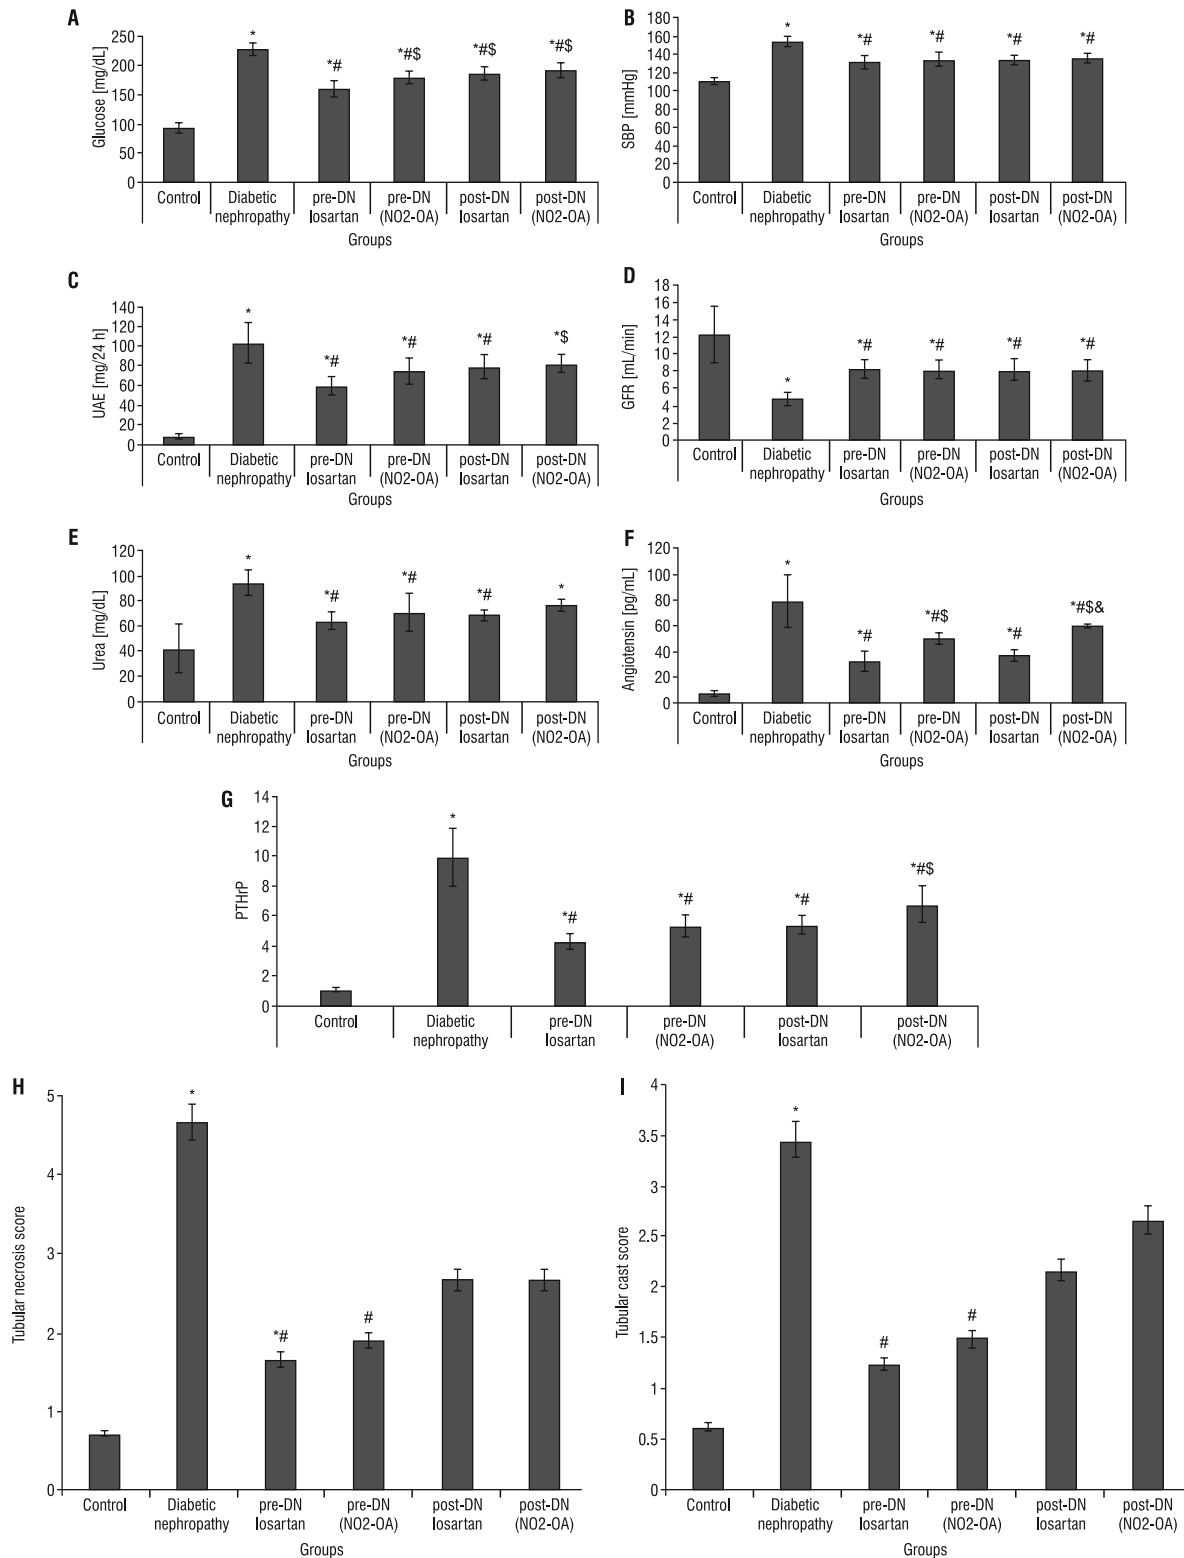 A
Glucose [mg/dL]
250
200
150
100
50
0
*
*#
*#$
*#$
*#$
Control
Diabetic
nephropathy
pre-DN
losartan
pre-DN
(NO2-OA)
post-DN
losartan
post-DN
(NO2-OA)
Groups
B
SBP [mmHg]
180
160
140
120
100
80
60
40
20
0
*
*#
*#
*#
*#
Control
Diabetic
nephropathy
pre-DN
losartan
pre-DN
(NO2-OA)
post-DN
losartan
post-DN
(NO2-OA)
Groups
C
UAE [mg/24 h]
140
120
100
80
60
40
20
0
*
*#
*#
*#
*$
Control
Diabetic
nephropathy
pre-DN
losartan
pre-DN
(NO2-OA)
post-DN
losartan
post-DN
(NO2-OA)
Groups
D
GFR [mL/min]
18
16
14
12
10
8
6
4
2
0
*
*#
*#
*#
*#
Control
Diabetic
nephropathy
pre-DN
losartan
pre-DN
(NO2-OA)
post-DN
losartan
post-DN
(NO2-OA)
Groups
E
Urea [mg/dL]
120
100
80
60
40
20
0
*
*#
*#
*#
*
Control
Diabetic
nephropathy
pre-DN
losartan
pre-DN
(NO2-OA)
post-DN
losartan
post-DN
(NO2-OA)
Groups
F
Angiotensin [pg/mL]
120
100
80
60
40
20
0
*
*#
*#$
*#
*#$&
Control
Diabetic
nephropathy
pre-DN
losartan
pre-DN
(NO2-OA)
post-DN
losartan
post-DN
(NO2-OA)
Groups
G
PTHrP
14
12
10
8
6
4
2
0
*
*#
*#
*#
*#$
Control
Diabetic
nephropathy
pre-DN
losartan
pre-DN
(NO2-OA)
post-DN
losartan
post-DN
(NO2-OA)
H
Tubular necrosis score
5
4
3
2
1
0
*
*#
#
Control
Diabetic
nephropathy
pre-DN
losartan
pre-DN
(NO2-OA)
post-DN
losartan
post-DN
(NO2-OA)
Groups
I
Tubular cast score
4
3.5
3
2.5
2
1.5
1
0.5
0
*
#
#
Control
Diabetic
nephropathy
pre-DN
losartan
pre-DN
(NO2-OA)
post-DN
losartan
post-DN
(NO2-OA)
Groups